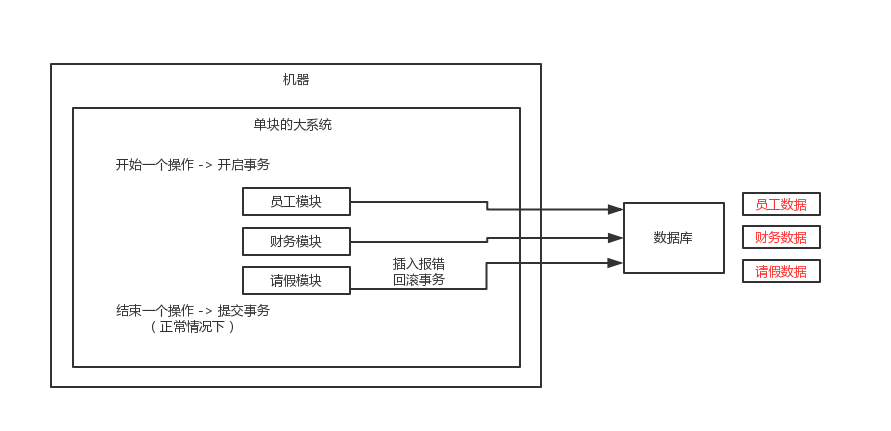 机器
单块的大系统
开始一个操作 -> 开启事务
员工模块
员工数据
财务模块
数据库
财务数据
插入报错
请假模块
回滚事务
请假数据
结束一个操作 -> 提交事务
（正常情况下）